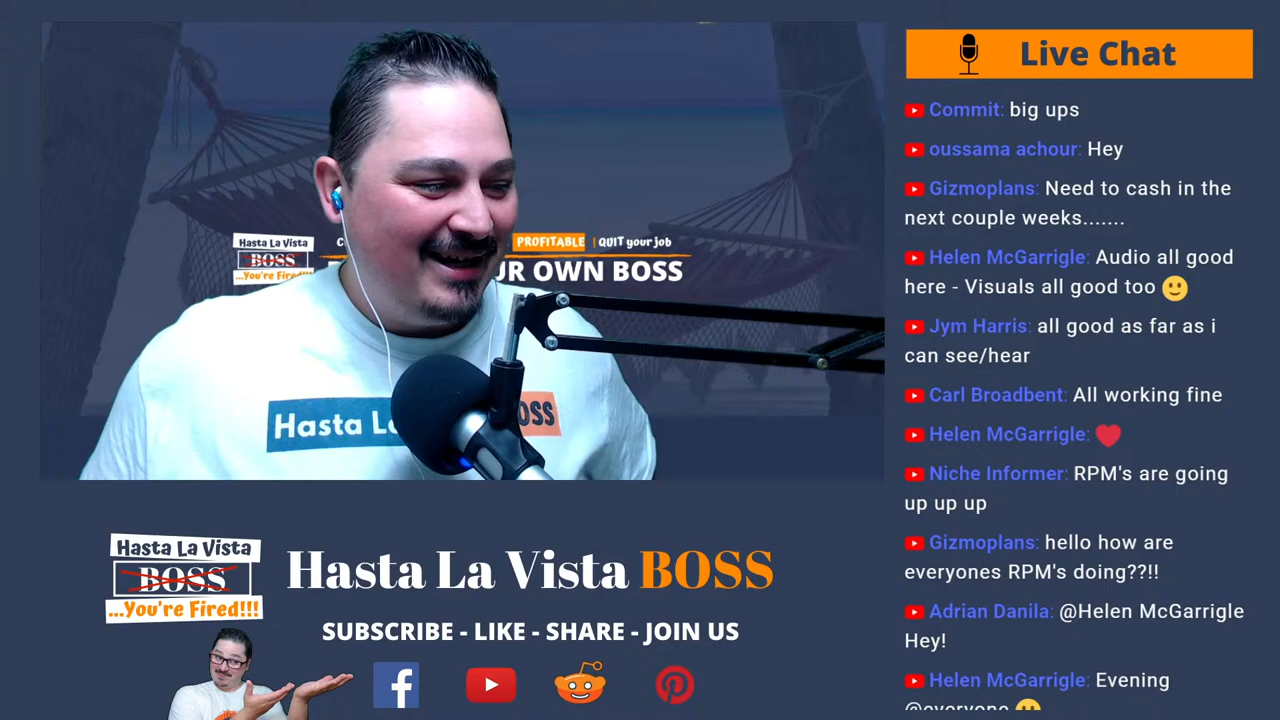 Hasta La Vista
BOSS
...You're Fired!!!
PROFITABLE | QUIT your job
UR OWN BOSS
Hasta
OSS
Hasta La Vista
BOSS
...You're Fired!!!
Hasta La Vista BOSS
SUBSCRIBE - LIKE - SHARE - JOIN US
Live Chat
Commit: big ups
oussama achour: Hey
Gizmoplans: Need to cash in the
next couple weeks.......
Helen McGarrigle: Audio all good
here - Visuals all good too 🙂
Jym Harris: all good as far as i
can see/hear
Carl Broadbent: All working fine
Helen McGarrigle: ❤️
Niche Informer: RPM's are going
up up up
Gizmoplans: hello how are
everyones RPM's doing??!!
Adrian Danila: @Helen McGarrigle
Hey!
Helen McGarrigle: Evening
@everyone 🙂